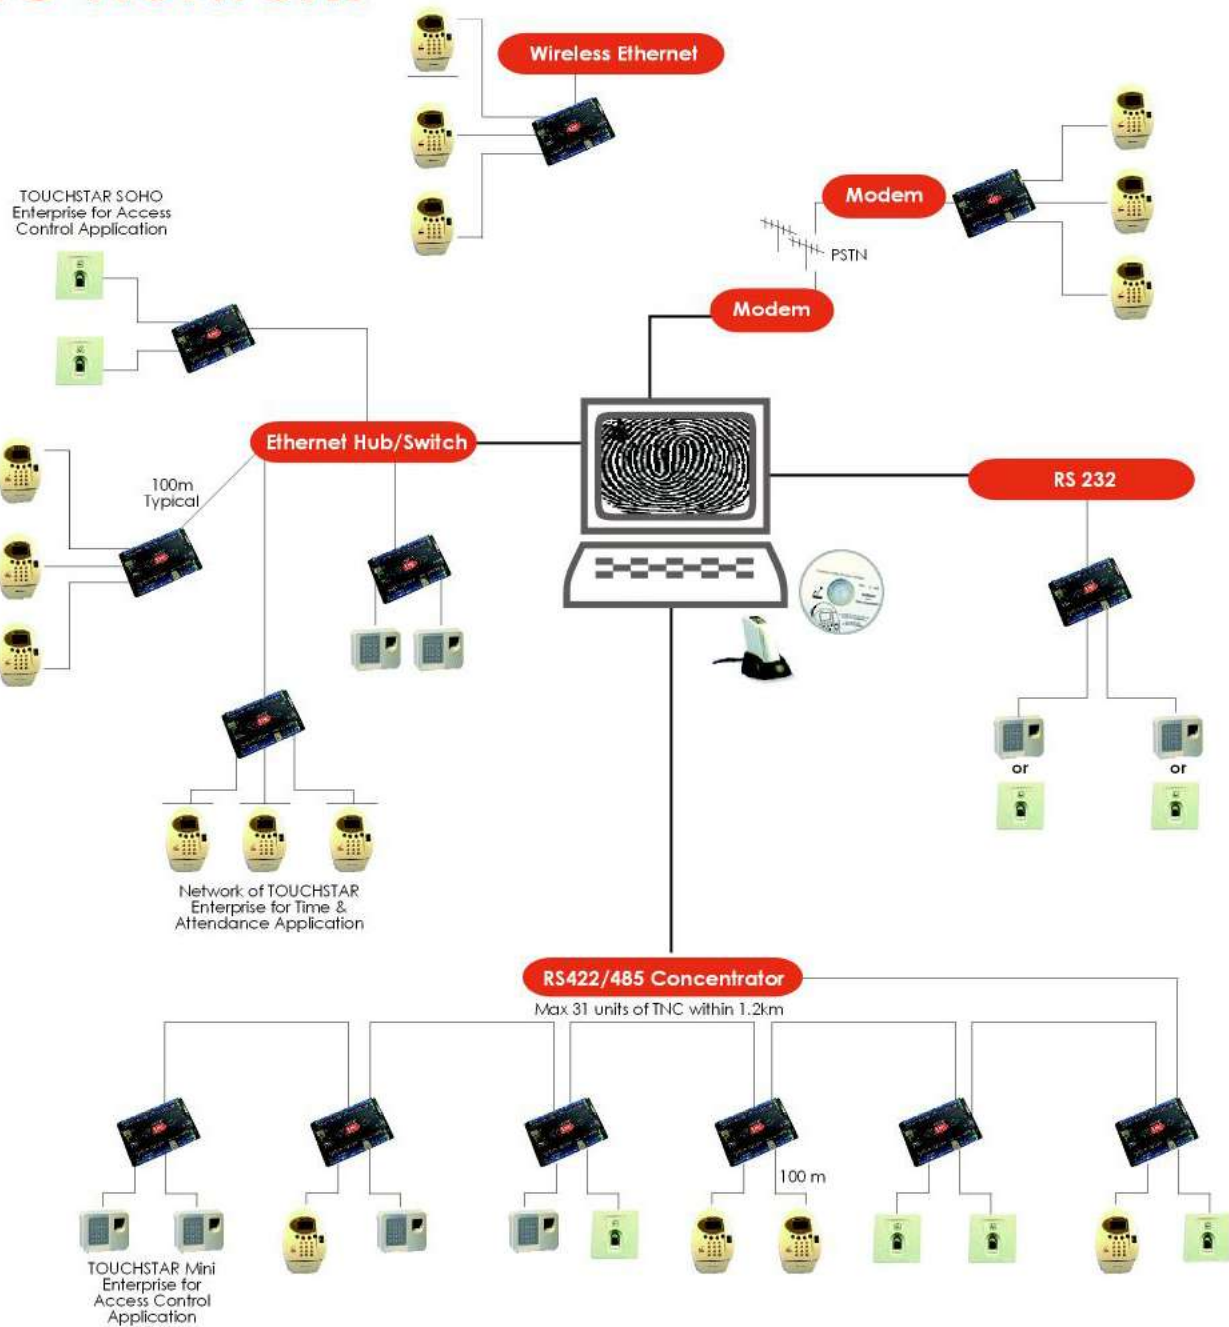 Wireless Ethernet
Modem
TOUCHSTAR SOHO
Enterprise for Access
Control Application
PSTN
Modem
Ethernet Hub/Switch
100m
Typical
RS 232
or
or
Network of TOUCHSTAR
Enterprise for Time &
Attendance Application
RS422/485 Concentrator
Max 31 units of TNC within 1.2km
100 m
TOUCHSTAR Mini
Enterprise for
Access Control
Application